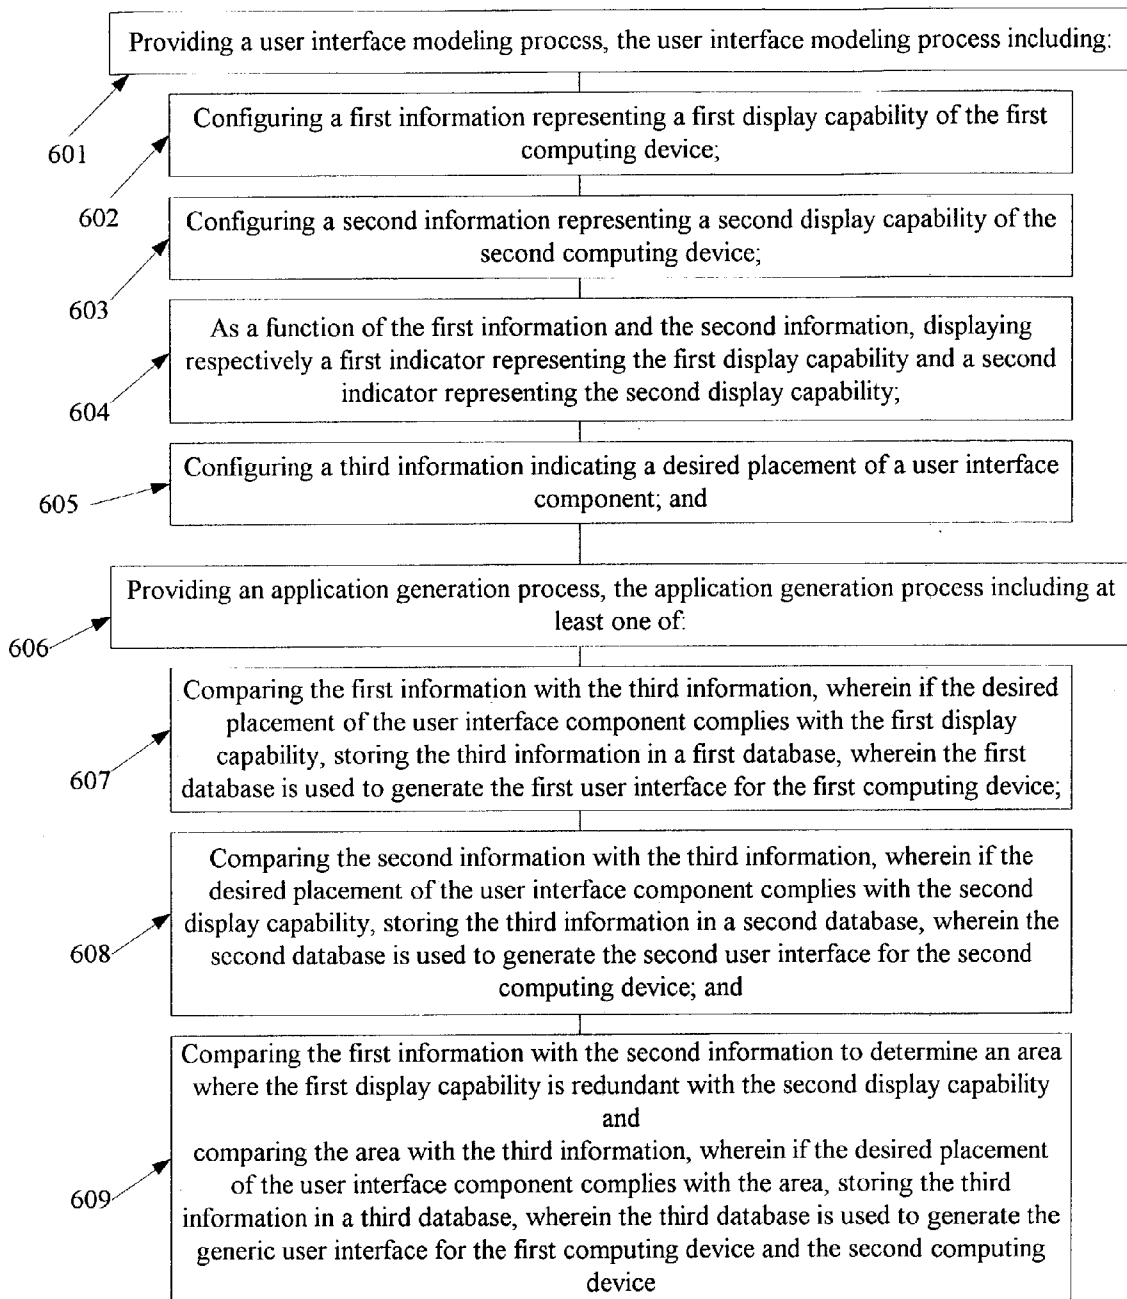 Providing a user interface modeling process, the user interface modeling process including:
601
Configuring a first information representing a first display capability of the first
computing device;
602
Configuring a second information representing a second display capability of the
second computing device;
603
As a function of the first information and the second information, displaying
respectively a first indicator representing the first display capability and a second
indicator representing the second display capability;
604
Configuring a third information indicating a desired placement of a user interface
component; and
605
Providing an application generation process, the application generation process including at
least one of:
606
Comparing the first information with the third information, wherein if the desired
placement of the user interface component complies with the first display
capability, storing the third information in a first database, wherein the first
database is used to generate the first user interface for the first computing device;
607
Comparing the second information with the third information, wherein if the
desired placement of the user interface component complies with the second
display capability, storing the third information in a second database, wherein the
second database is used to generate the second user interface for the second
computing device; and
608
Comparing the first information with the second information to determine an area
where the first display capability is redundant with the second display capability
and
comparing the area with the third information, wherein if the desired placement
of the user interface component complies with the area, storing the third
information in a third database, wherein the third database is used to generate the
generic user interface for the first computing device and the second computing
device
609